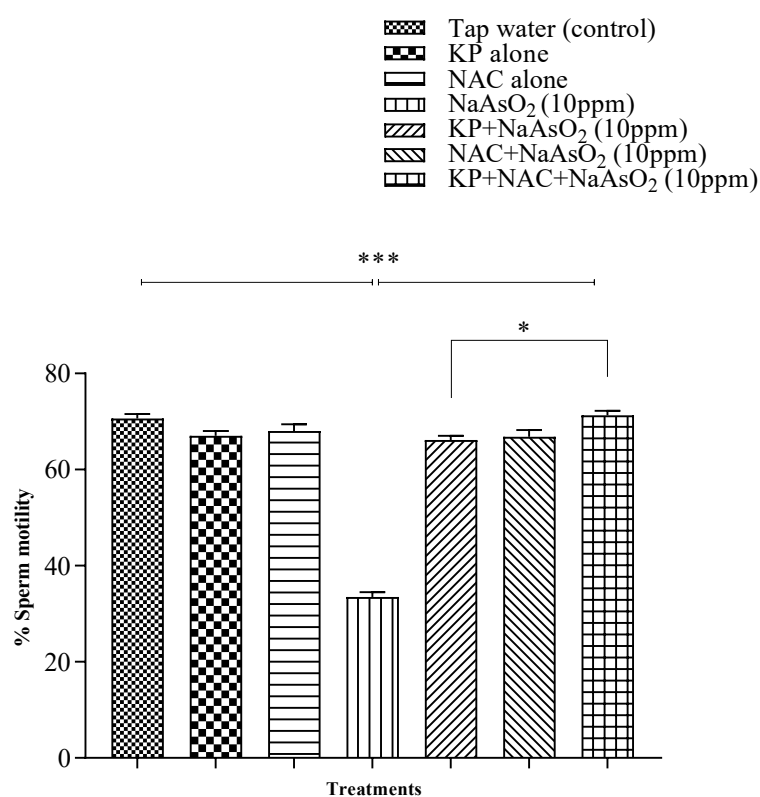 Tap water (control)
KP alone
NAC alone
NaAsO₂ (10ppm)
KP+NaAsO₂ (10ppm)
NAC+NaAsO₂ (10ppm)
KP+NAC+NaAsO₂ (10ppm)
***
*
80
60
40
20
0
% Sperm motility
Treatments